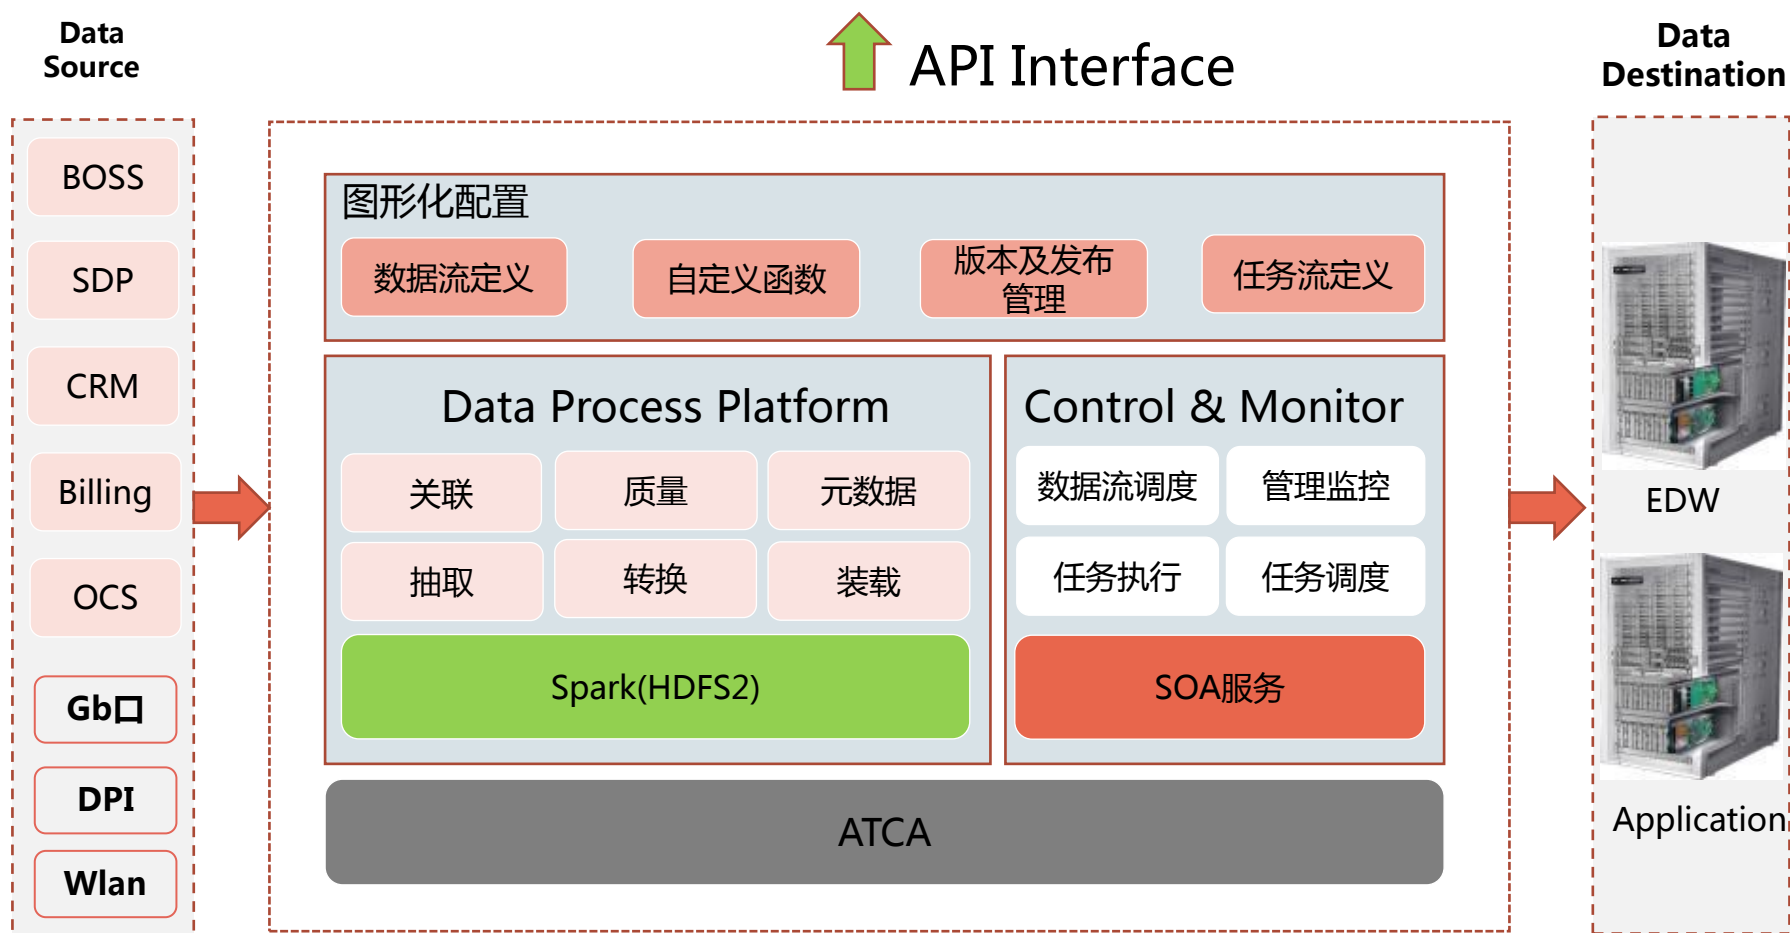 Data
Source
BOSS
SDP
CRM
Billing
OCS
Gb口
DPI
Wlan
API Interface
图形化配置
数据流定义
自定义函数
版本及发布
管理
任务流定义
Data Process Platform
关联
质量
元数据
抽取
转换
装载
Spark(HDFS2)
Control & Monitor
数据流调度
管理监控
任务执行
任务调度
SOA服务
ATCA
Data
Destination
EDW
Application